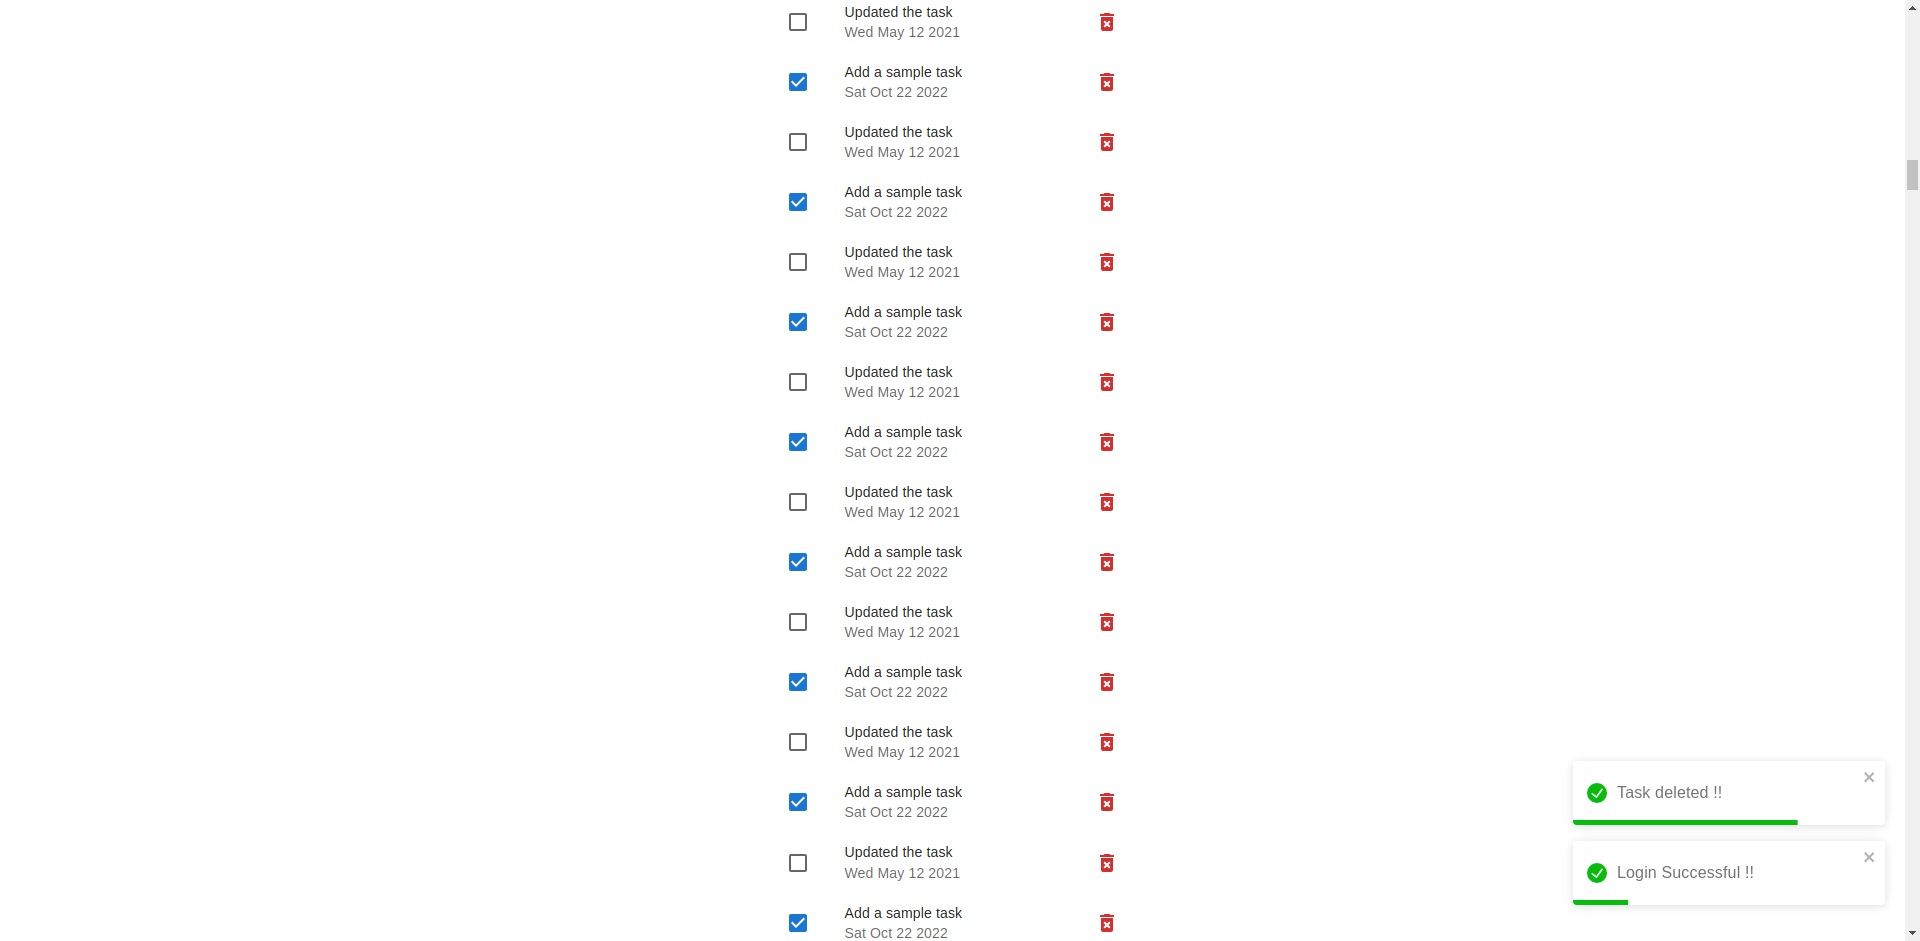 Updated the task
Wed May 12 2021
Add a sample task
Sat Oct 22 2022
Updated the task
Wed May 12 2021
Add a sample task
Sat Oct 22 2022
Updated the task
Wed May 12 2021
Add a sample task
Sat Oct 22 2022
Updated the task
Wed May 12 2021
Add a sample task
Sat Oct 22 2022
Updated the task
Wed May 12 2021
Add a sample task
Sat Oct 22 2022
Updated the task
Wed May 12 2021
Add a sample task
Sat Oct 22 2022
Updated the task
Wed May 12 2021
Add a sample task
Sat Oct 22 2022
Updated the task
Wed May 12 2021
Add a sample task
Sat Oct 22 2022
Task deleted !!
Login Successful !!